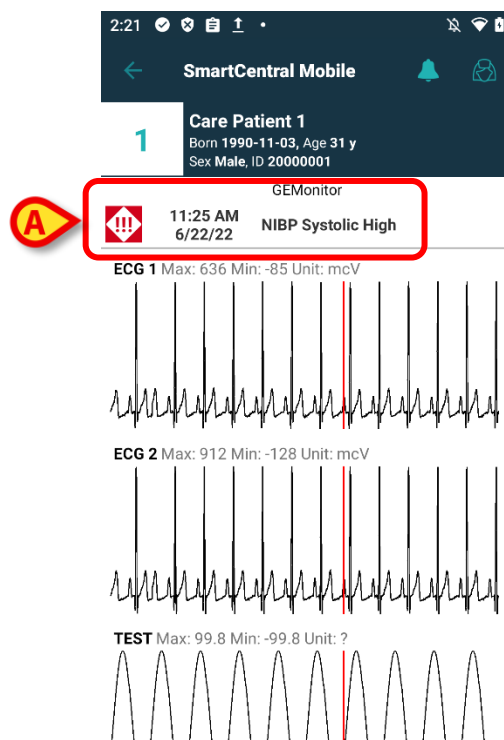 2:21
SmartCentral Mobile
1
Care Patient 1
Born 1990-11-03, Age 31 y
Sex Male, ID 20000001
GEMonitor
A
!!!
11:25 AM
6/22/22
NIBP Systolic High
ECG 1 Max: 636 Min: -85 Unit: mcV
ECG 2 Max: 912 Min: -128 Unit: mcV
TEST Max: 99.8 Min: -99.8 Unit: ?